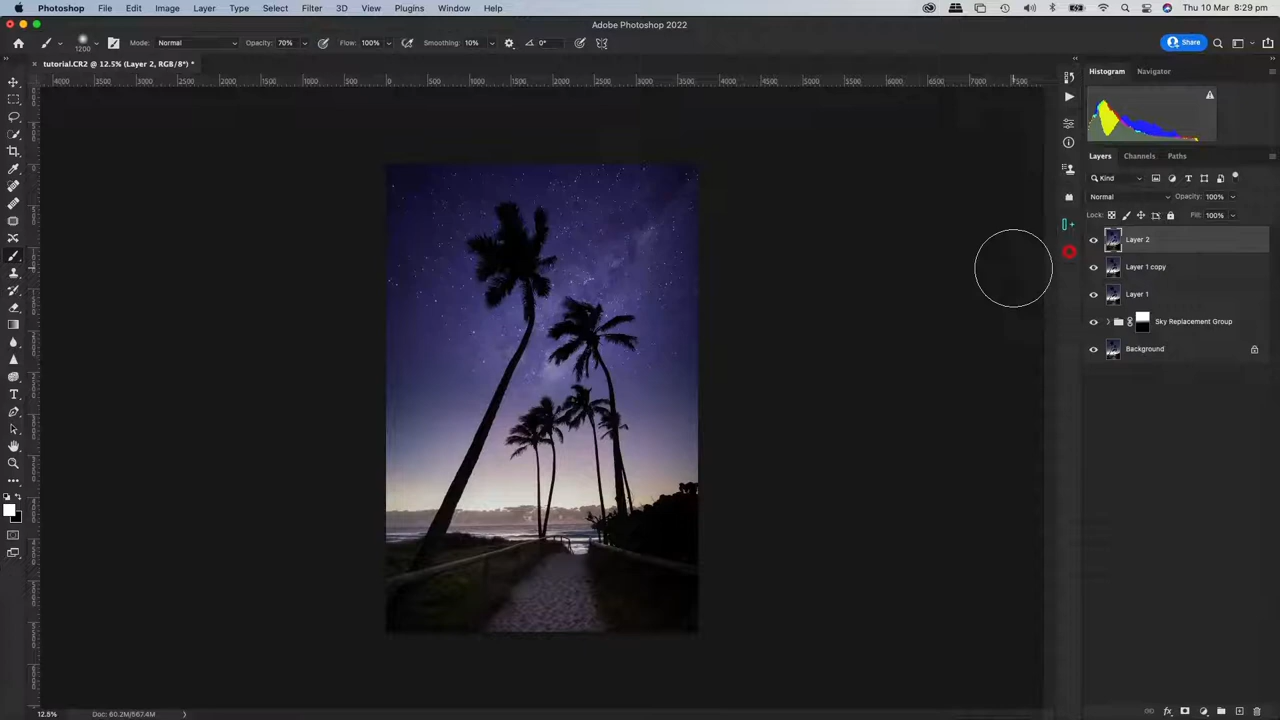 Photoshop File Edit Image Layer Type Select Filter 3D View Plugins Window Help Thu 10 Mar 8:29 pm
Adobe Photoshop 2022
1200 Mode: Normal Opacity: 70% Flow: 100% Smoothing: 10% 0° Share
tutorial.CR2 @ 12.5% (Layer 2, RGB/8*) *
4000 3500 3000 2500 2000 1500 1000 500 0 500 1000 1500 2000 2500 3000 3500 4000 4500 5000 5500 6000 6500 7000 7500
Histogram Navigator
Layers Channels Paths
Kind
Normal Opacity: 100%
Lock: Fill: 100%
Layer 2
Layer 1 copy
Layer 1
Sky Replacement Group
Background
12.5% Doc: 60.2M/567.4M